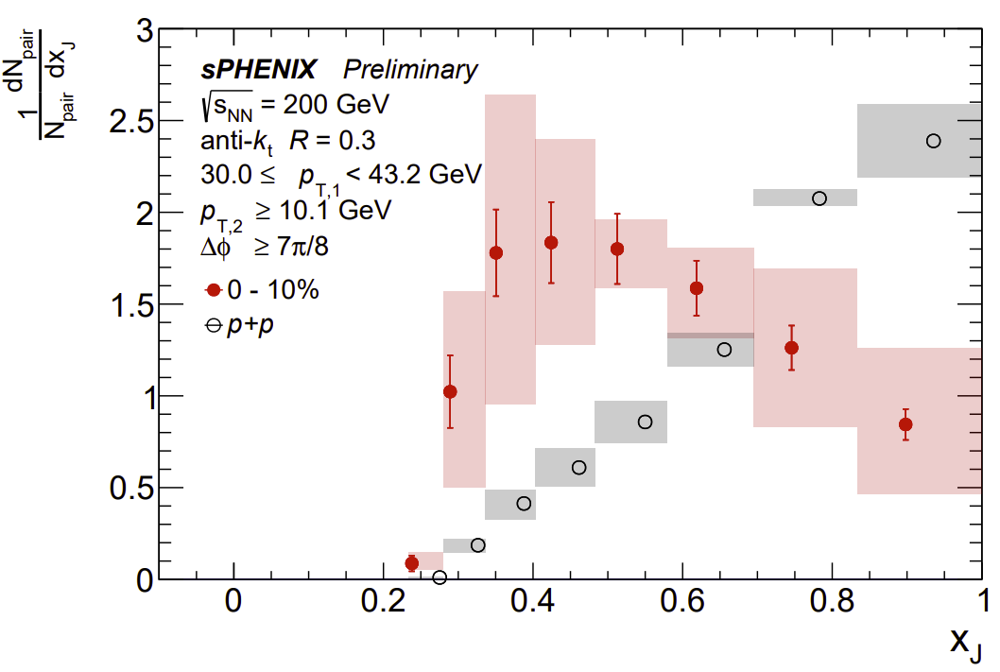 1 dN_pair
N_pair dx_J
3
2.5
2
1.5
1
0.5
0
sPHENIX Preliminary
√s_NN = 200 GeV
anti-k_t R = 0.3
30.0 ≤ p_T,1 < 43.2 GeV
p_T,2 ≥ 10.1 GeV
Δϕ ≥ 7π/8
0 - 10%
p+p
0 0.2 0.4 0.6 0.8 1
x_J